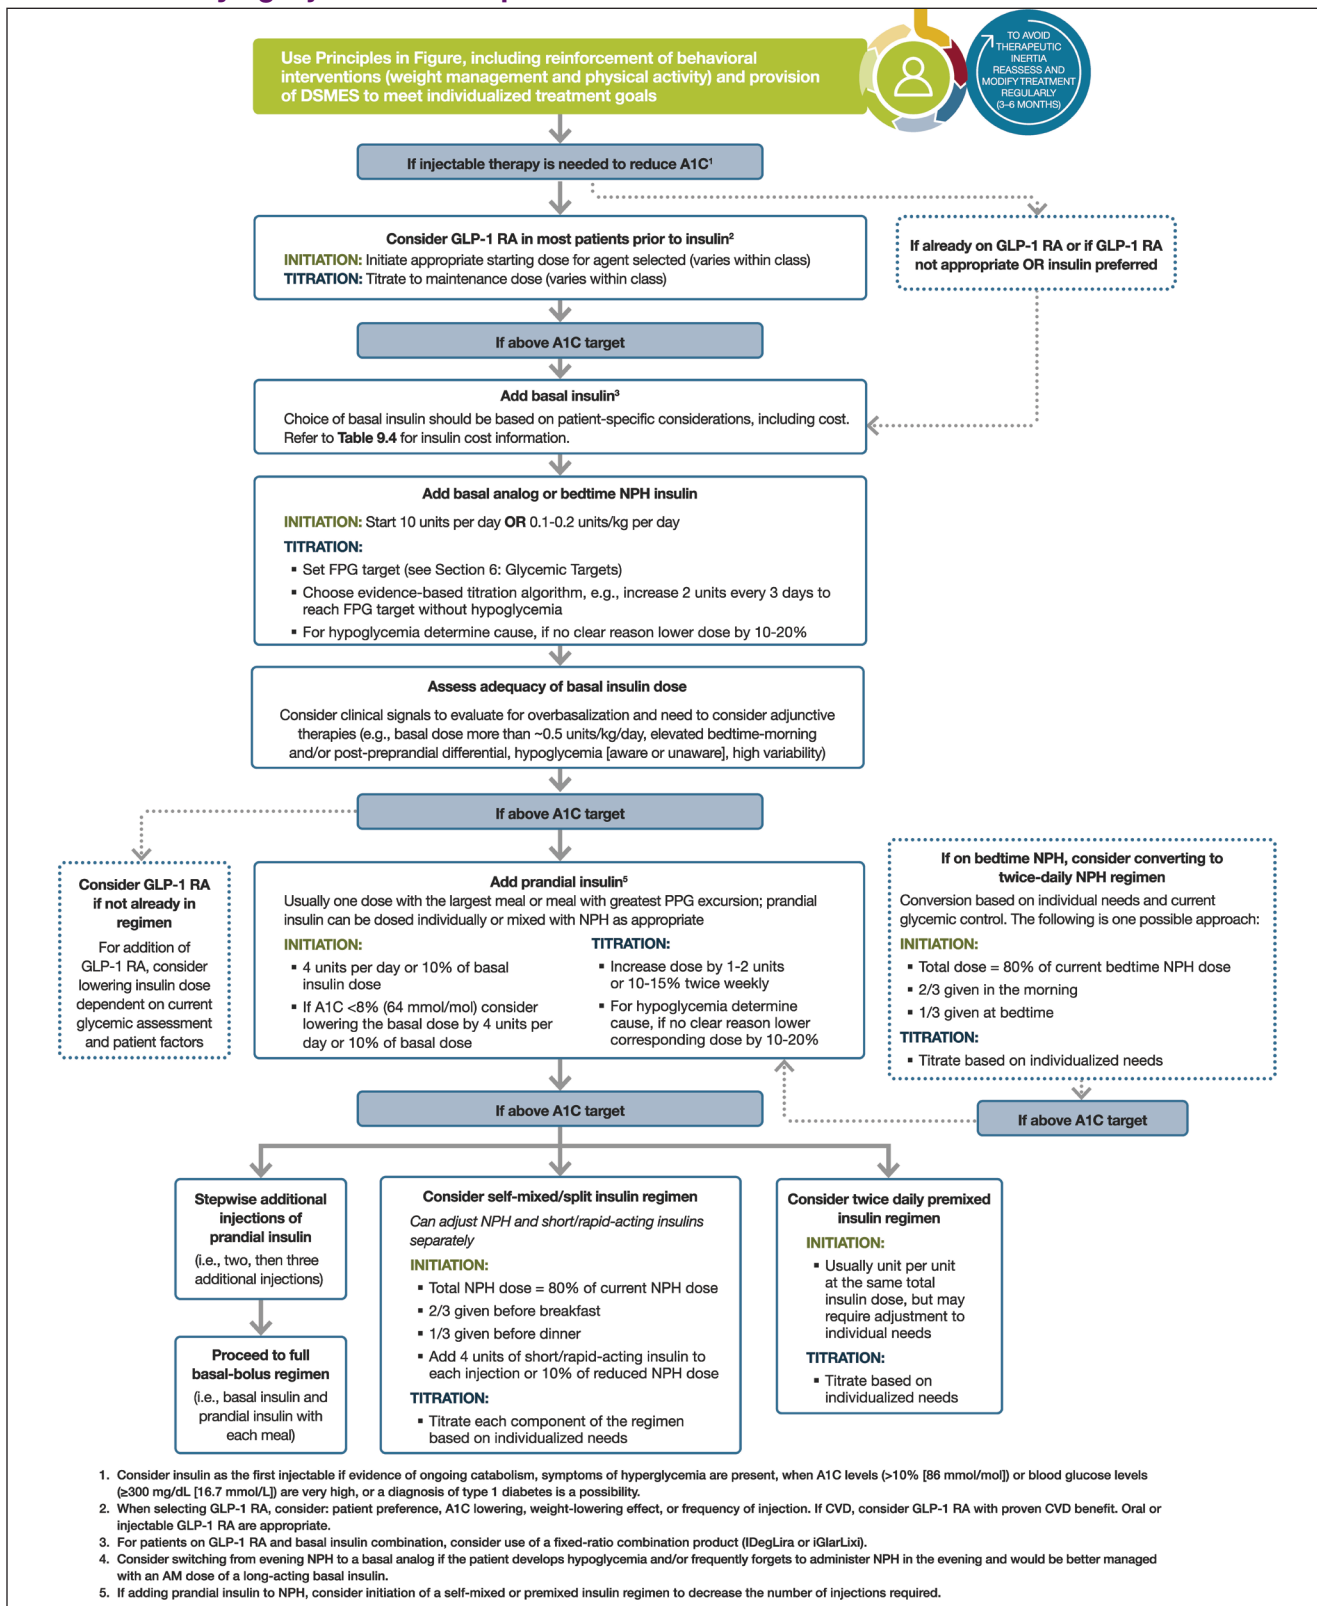 Use Principles in Figure, including reinforcement of behavioral
interventions (weight management and physical activity) and provision
of DSMES to meet individualized treatment goals
TO AVOID
THERAPEUTIC
INERTIA
REASSESS AND
MODIFY TREATMENT
REGULARLY
(3–6 MONTHS)
If injectable therapy is needed to reduce A1C¹
Consider GLP-1 RA in most patients prior to insulin²
INITIATION: Initiate appropriate starting dose for agent selected (varies within class)
TITRATION: Titrate to maintenance dose (varies within class)
If already on GLP-1 RA or if GLP-1 RA
not appropriate OR insulin preferred
If above A1C target
Add basal insulin³
Choice of basal insulin should be based on patient-specific considerations, including cost.
Refer to Table 9.4 for insulin cost information.
Add basal analog or bedtime NPH insulin
INITIATION: Start 10 units per day OR 0.1-0.2 units/kg per day
TITRATION:
▪ Set FPG target (see Section 6: Glycemic Targets)
▪ Choose evidence-based titration algorithm, e.g., increase 2 units every 3 days to
reach FPG target without hypoglycemia
▪ For hypoglycemia determine cause, if no clear reason lower dose by 10-20%
Assess adequacy of basal insulin dose
Consider clinical signals to evaluate for overbasalization and need to consider adjunctive
therapies (e.g., basal dose more than ~0.5 units/kg/day, elevated bedtime-morning
and/or post-preprandial differential, hypoglycemia [aware or unaware], high variability)
If above A1C target
Consider GLP-1 RA
if not already in
regimen
For addition of
GLP-1 RA, consider
lowering insulin dose
dependent on current
glycemic assessment
and patient factors
Add prandial insulin⁵
Usually one dose with the largest meal or meal with greatest PPG excursion; prandial
insulin can be dosed individually or mixed with NPH as appropriate
INITIATION:
▪ 4 units per day or 10% of basal
insulin dose
▪ If A1C <8% (64 mmol/mol) consider
lowering the basal dose by 4 units per
day or 10% of basal dose
TITRATION:
▪ Increase dose by 1-2 units
or 10-15% twice weekly
▪ For hypoglycemia determine
cause, if no clear reason lower
corresponding dose by 10-20%
If on bedtime NPH, consider converting to
twice-daily NPH regimen
Conversion based on individual needs and current
glycemic control. The following is one possible approach:
INITIATION:
▪ Total dose = 80% of current bedtime NPH dose
▪ 2/3 given in the morning
▪ 1/3 given at bedtime
TITRATION:
▪ Titrate based on individualized needs
If above A1C target
If above A1C target
Stepwise additional
injections of
prandial insulin
(i.e., two, then three
additional injections)
Proceed to full
basal-bolus regimen
(i.e., basal insulin and
prandial insulin with
each meal)
Consider self-mixed/split insulin regimen
Can adjust NPH and short/rapid-acting insulins
separately
INITIATION:
▪ Total NPH dose = 80% of current NPH dose
▪ 2/3 given before breakfast
▪ 1/3 given before dinner
▪ Add 4 units of short/rapid-acting insulin to
each injection or 10% of reduced NPH dose
TITRATION:
▪ Titrate each component of the regimen
based on individualized needs
Consider twice daily premixed
insulin regimen
INITIATION:
▪ Usually unit per unit
at the same total
insulin dose, but may
require adjustment to
individual needs
TITRATION:
▪ Titrate based on
individualized needs
1. Consider insulin as the first injectable if evidence of ongoing catabolism, symptoms of hyperglycemia are present, when A1C levels (>10% [86 mmol/mol]) or blood glucose levels
(≥300 mg/dL [16.7 mmol/L]) are very high, or a diagnosis of type 1 diabetes is a possibility.
2. When selecting GLP-1 RA, consider: patient preference, A1C lowering, weight-lowering effect, or frequency of injection. If CVD, consider GLP-1 RA with proven CVD benefit. Oral or
injectable GLP-1 RA are appropriate.
3. For patients on GLP-1 RA and basal insulin combination, consider use of a fixed-ratio combination product (IDegLira or iGlarLixi).
4. Consider switching from evening NPH to a basal analog if the patient develops hypoglycemia and/or frequently forgets to administer NPH in the evening and would be better managed
with an AM dose of a long-acting basal insulin.
5. If adding prandial insulin to NPH, consider initiation of a self-mixed or premixed insulin regimen to decrease the number of injections required.